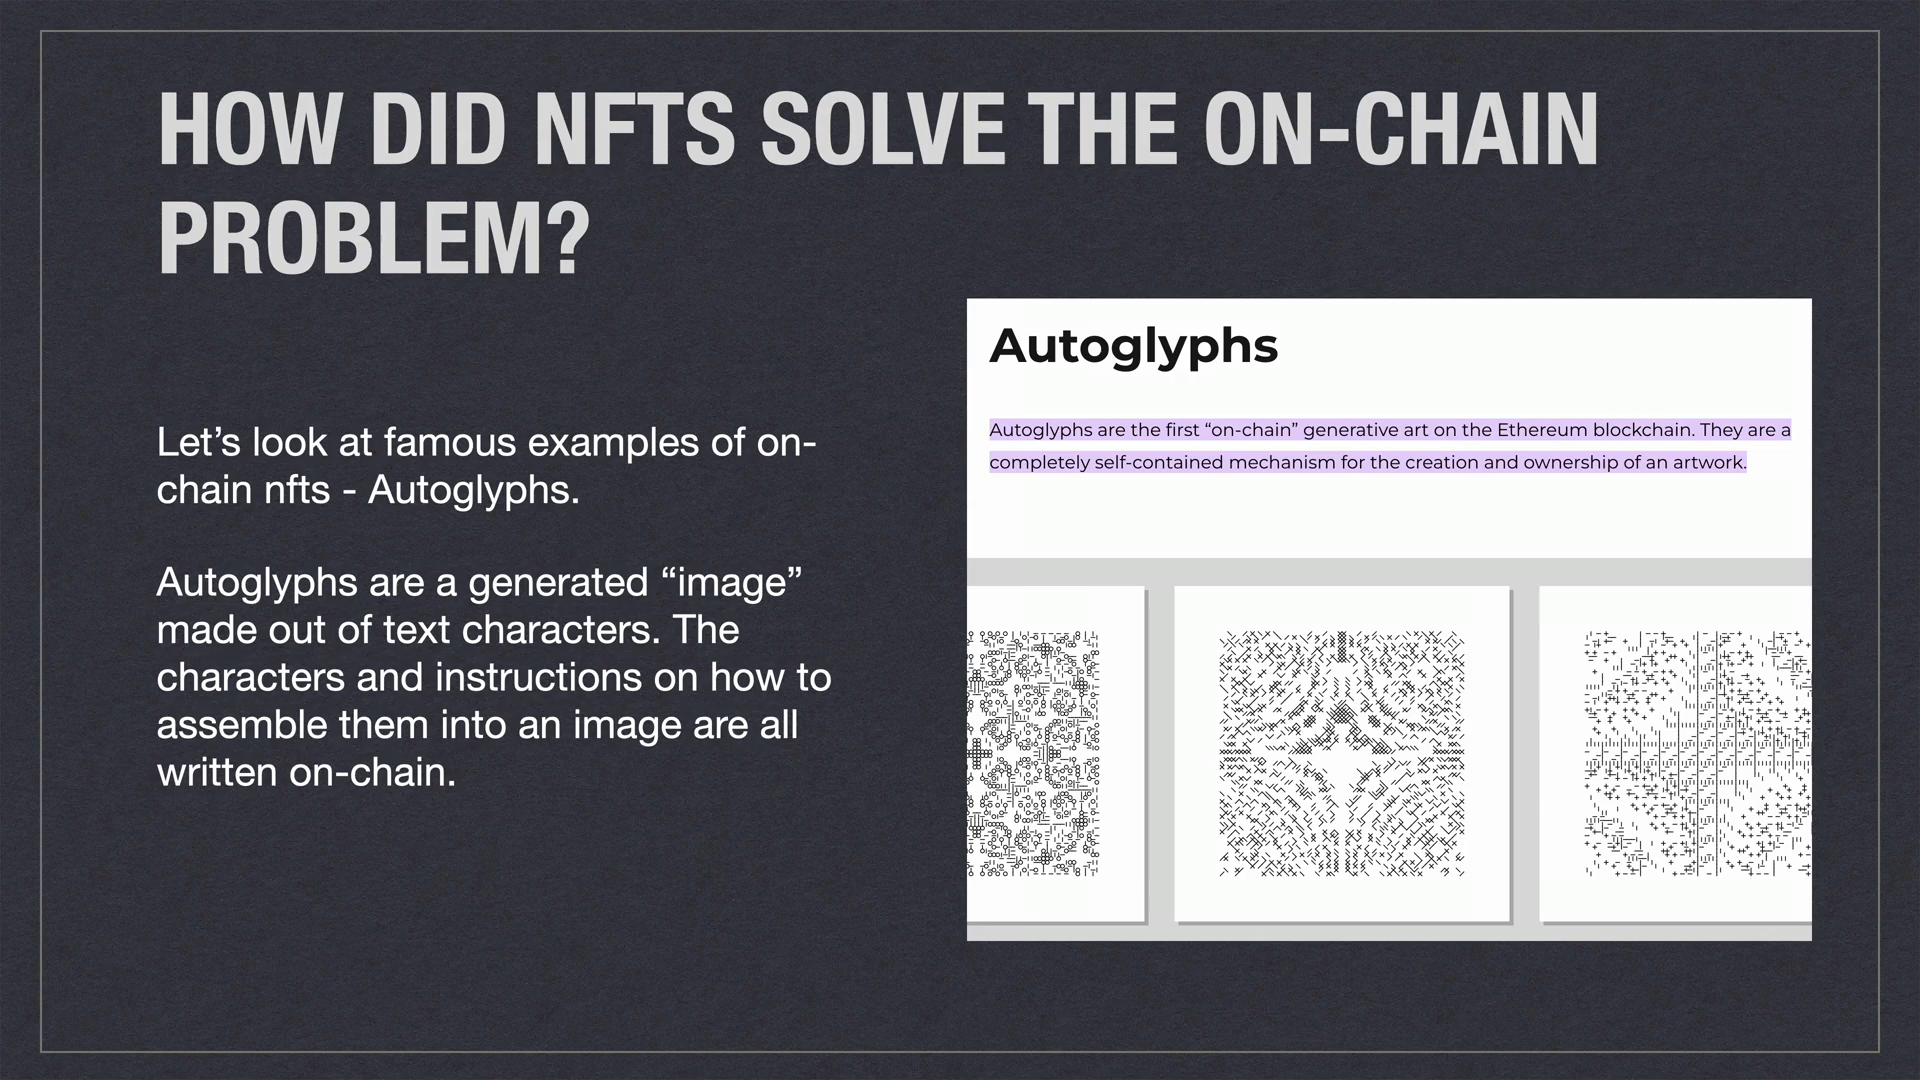 HOW DID NFTS SOLVE THE ON-CHAIN
PROBLEM?
Let’s look at famous examples of on-
chain nfts - Autoglyphs.
Autoglyphs are a generated “image”
made out of text characters. The
characters and instructions on how to
assemble them into an image are all
written on-chain.
Autoglyphs
Autoglyphs are the first “on-chain” generative art on the Ethereum blockchain. They are a
completely self-contained mechanism for the creation and ownership of an artwork.